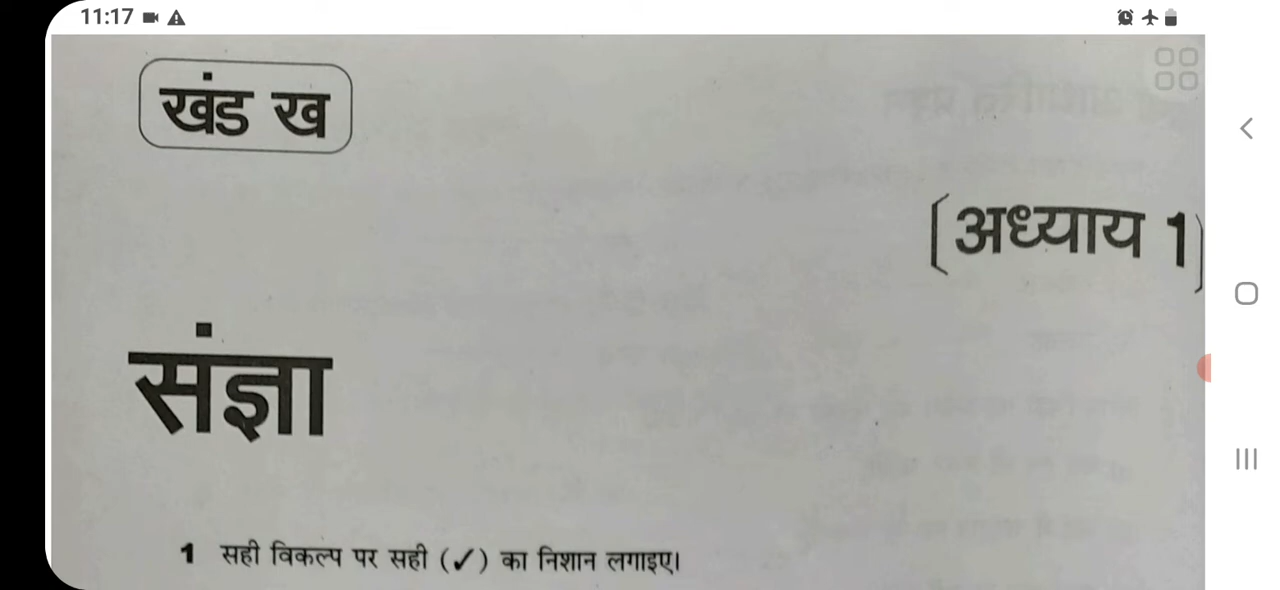 11:17
खंड ख
(अध्याय 1)
संज्ञा
1 सही विकल्प पर सही (✓) का निशान लगाइए।